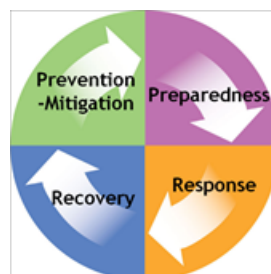 Prevention
-Mitigation
Preparedness
Response
Recovery